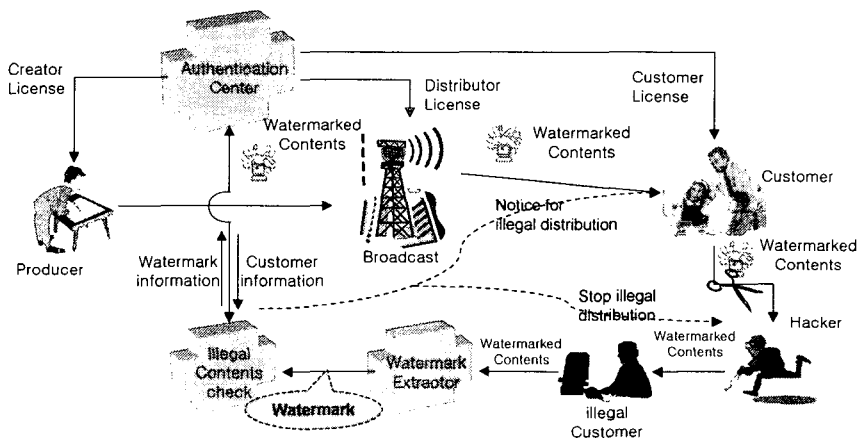 Creator
License
Authentication
Center
Distributor
License
Customer
License
Watermarked
Contents
Watermarked
Contents
Customer
Producer
Watermark
information
Customer
information
Broadcast
Notice for
illegal distribution
Watermarked
Contents
Stop illegal
distribution
Hacker
Illegal
Contents
check
Watermark
Watermark
Extractor
Watermarked
Contents
illegal
Customer
Watermarked
Contents